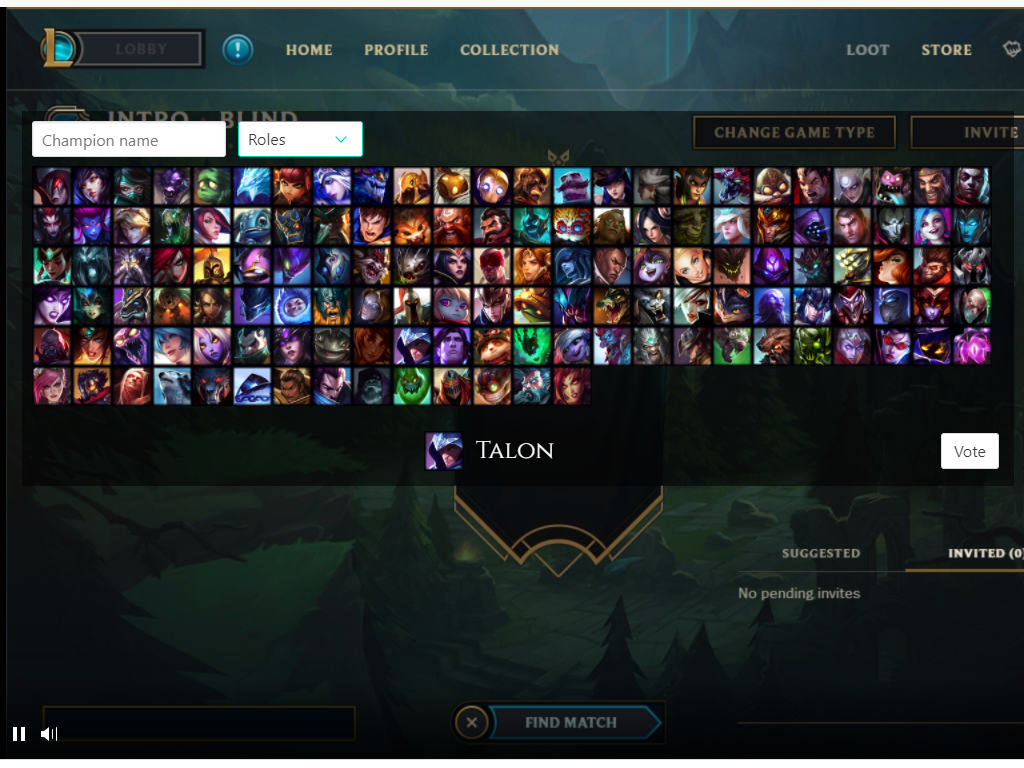 LOBBY
HOME
PROFILE
COLLECTION
LOOT
STORE
INTRO · BLIND
Champion name
Roles
CHANGE GAME TYPE
INVITE
TALON
Vote
SUGGESTED
INVITED (0)
No pending invites
FIND MATCH